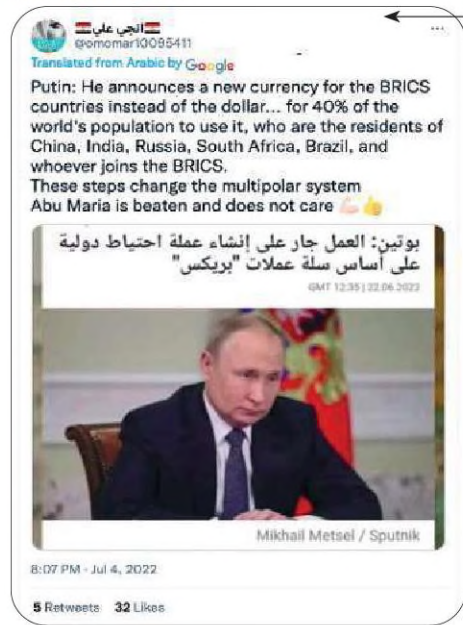 انجي علي
@omomar10095411
Translated from Arabic by Google
Putin: He announces a new currency for the BRICS
countries instead of the dollar... for 40% of the
world's population to use it, who are the residents of
China, India, Russia, South Africa, Brazil, and
whoever joins the BRICS.
These steps change the multipolar system
Abu Maria is beaten and does not care 💪👍
بوتين: العمل جار على إنشاء عملة احتياط دولية
على أساس سلة عملات "بريكس"
GMT 12:35 | 22.06.2022
Mikhail Metsel / Sputnik
8:07 PM - Jul 4, 2022
5 Retweets 32 Likes